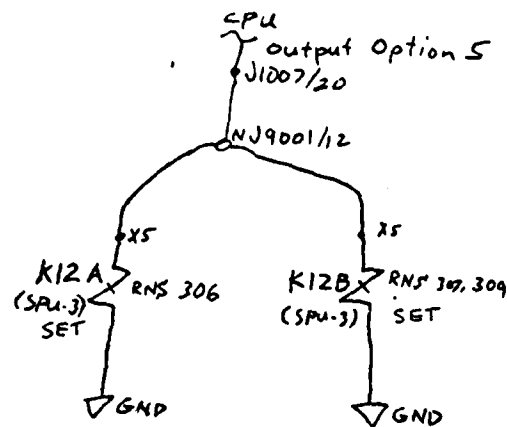 CPU
Output Option 5
J1007/20
NJ9001/12
X5
X5
K12A RNS 306
(SPU-3)
SET
K12B RNS 307, 309
(SPU-3) SET
GND
GND